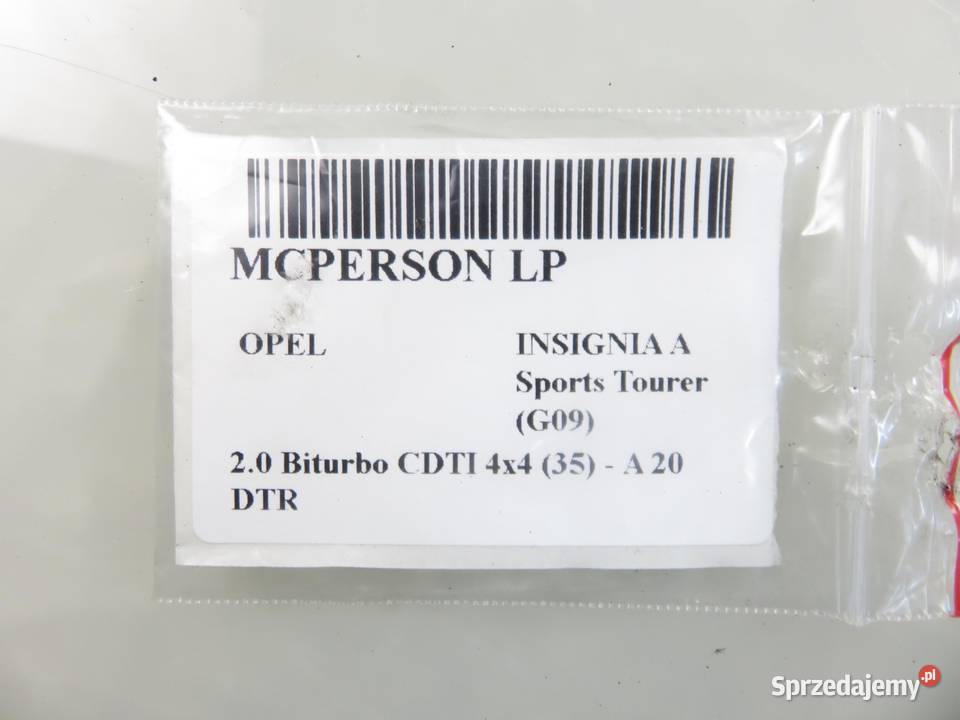 MCPERSON LP
OPEL
INSIGNIA A
Sports Tourer
(G09)
2.0 Biturbo CDTI 4x4 (35) - A 20
DTR
Sprzedajemy.pl